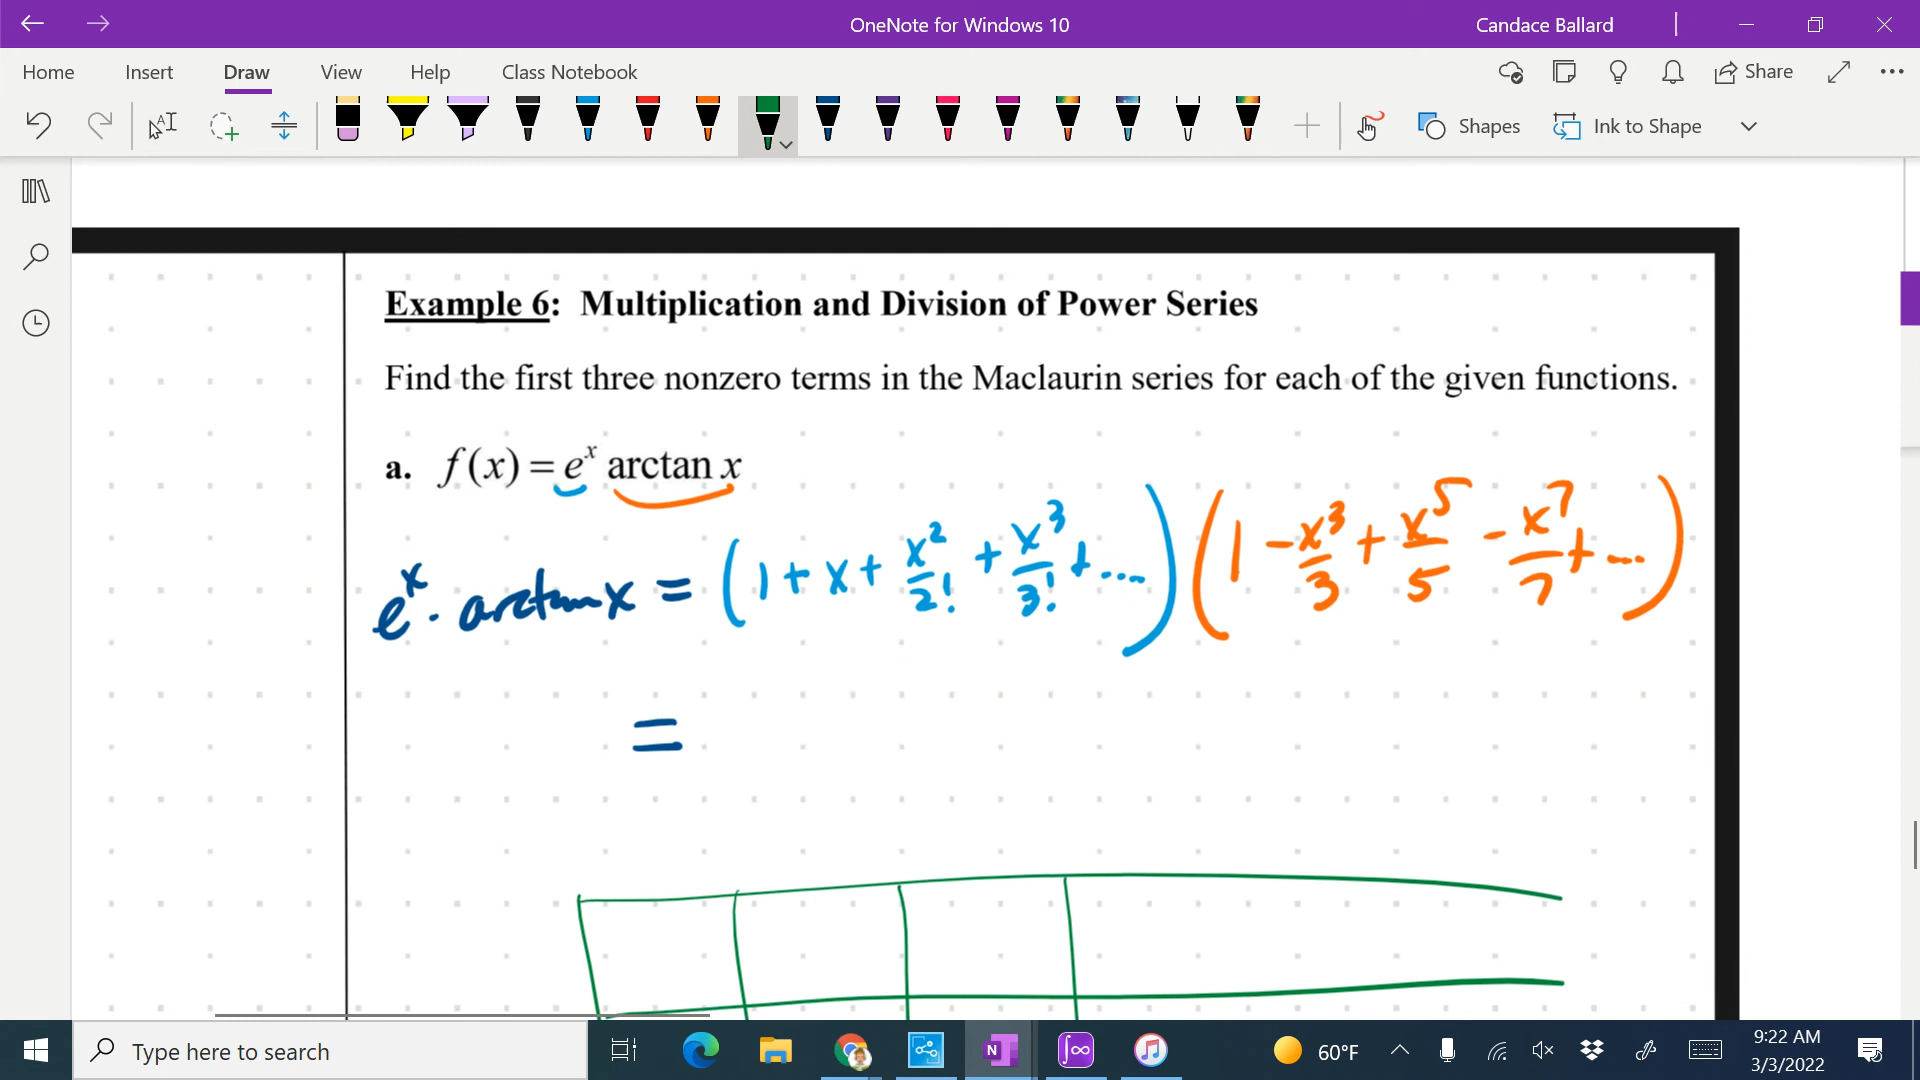 OneNote for Windows 10
Candace Ballard
Home Insert Draw View Help Class Notebook Share
Shapes Ink to Shape
Example 6: Multiplication and Division of Power Series
Find the first three nonzero terms in the Maclaurin series for each of the given functions.
a. f(x) = e^x arctan x
e^x · arctan x = (1 + x + x^2/2! + x^3/3! + ...) (1 - x^3/3 + x^5/5 - x^7/7 + ...)
=
Type here to search
60°F
9:22 AM
3/3/2022